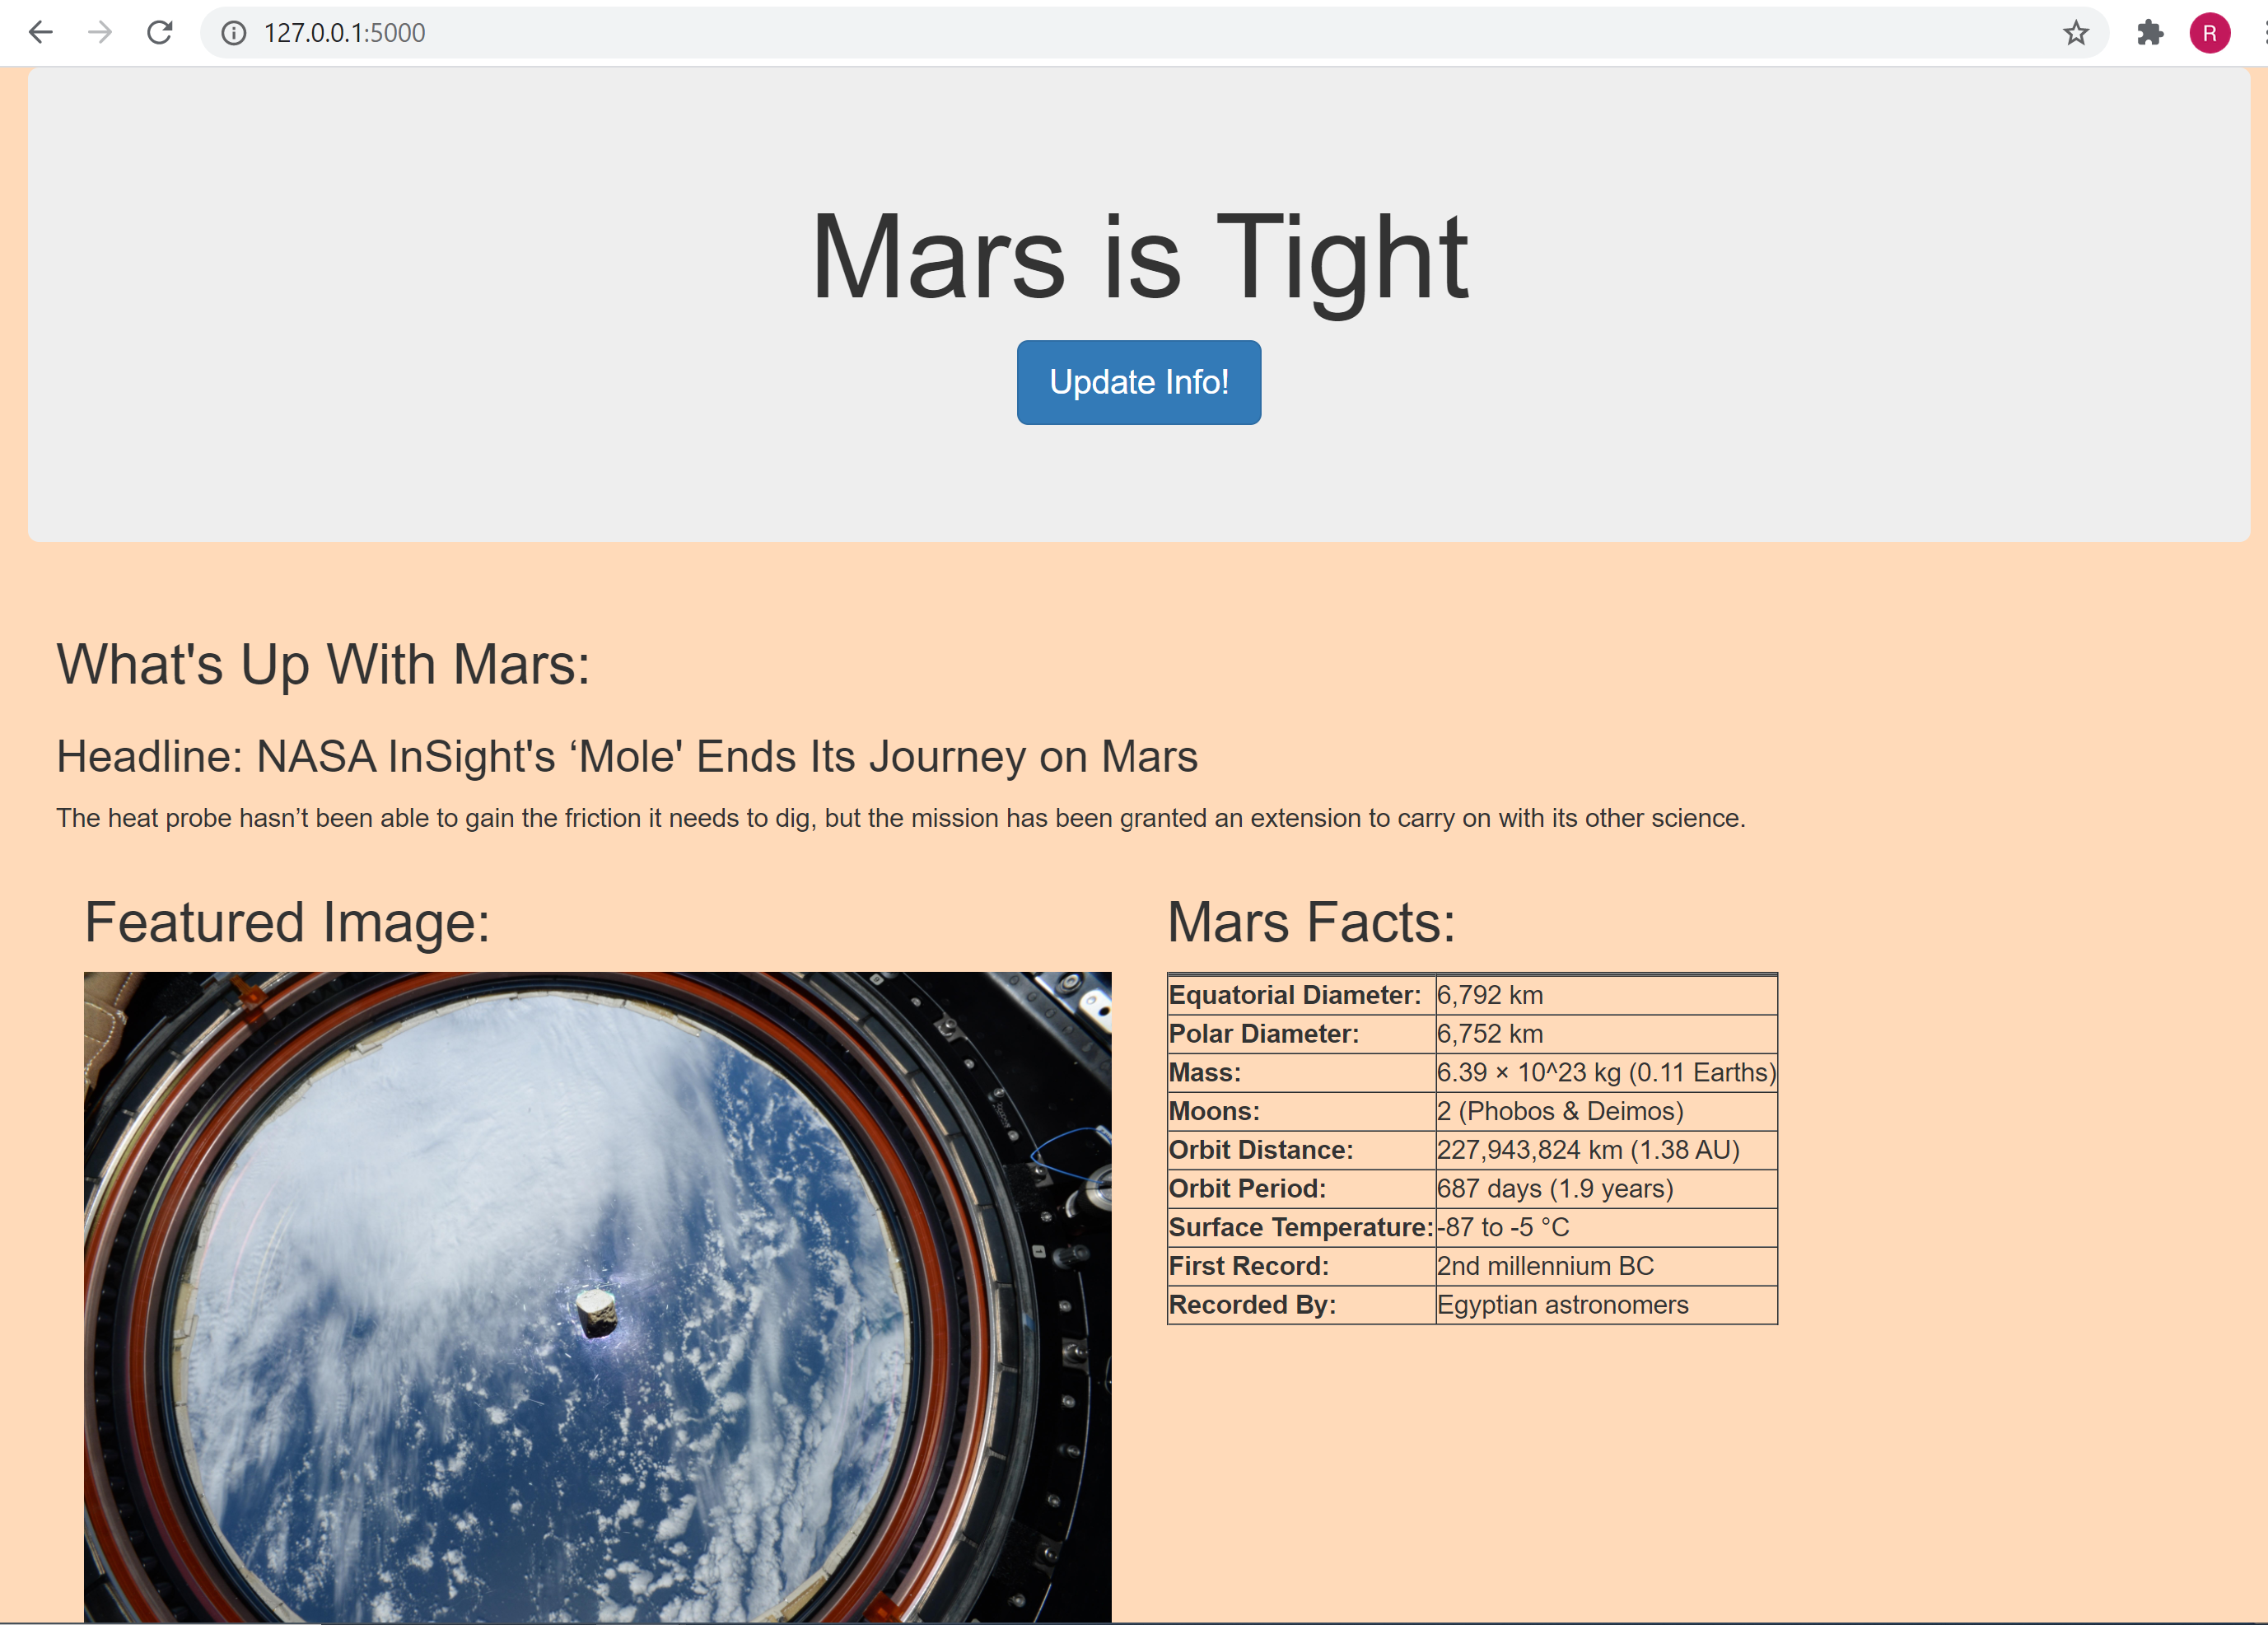 127.0.0.1:5000
R
Mars is Tight
Update Info!
What's Up With Mars:
Headline: NASA InSight's ‘Mole' Ends Its Journey on Mars
The heat probe hasn’t been able to gain the friction it needs to dig, but the mission has been granted an extension to carry on with its other science.
Featured Image:
Mars Facts:
Equatorial Diameter: 6,792 km
Polar Diameter: 6,752 km
Mass: 6.39 × 10^23 kg (0.11 Earths)
Moons: 2 (Phobos & Deimos)
Orbit Distance: 227,943,824 km (1.38 AU)
Orbit Period: 687 days (1.9 years)
Surface Temperature: -87 to -5 °C
First Record: 2nd millennium BC
Recorded By: Egyptian astronomers